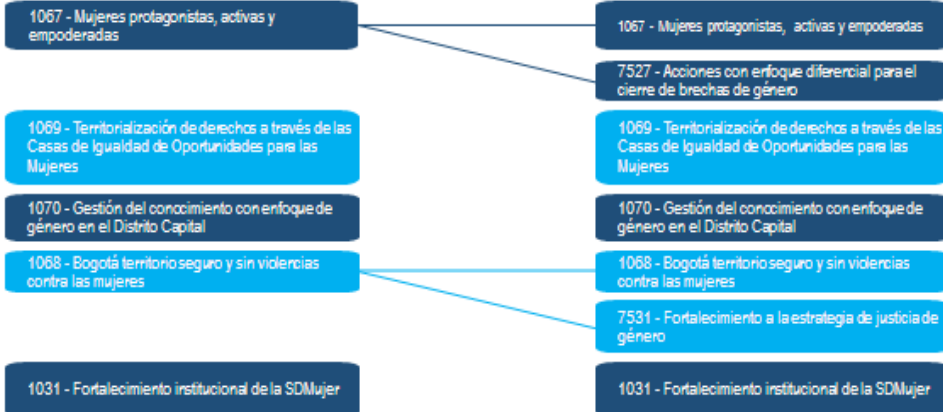 1067 - Mujeres protagonistas, activas y
empoderadas
1067 - Mujeres protagonistas, activas y empoderadas
7527 - Acciones con enfoque diferencial para el
cierre de brechas de género
1069 - Territorialización de derechos a través de las
Casas de Igualdad de Oportunidades para las
Mujeres
1069 - Territorialización de derechos a través de las
Casas de Igualdad de Oportunidades para las
Mujeres
1070 - Gestión del conocimiento con enfoque de
género en el Distrito Capital
1070 - Gestión del conocimiento con enfoque de
género en el Distrito Capital
1068 - Bogotá territorio seguro y sin violencias
contra las mujeres
1068 - Bogotá territorio seguro y sin violencias
contra las mujeres
7531 - Fortalecimiento a la estrategia de justicia de
género
1031 - Fortalecimiento institucional de la SDMujer
1031 - Fortalecimiento institucional de la SDMujer